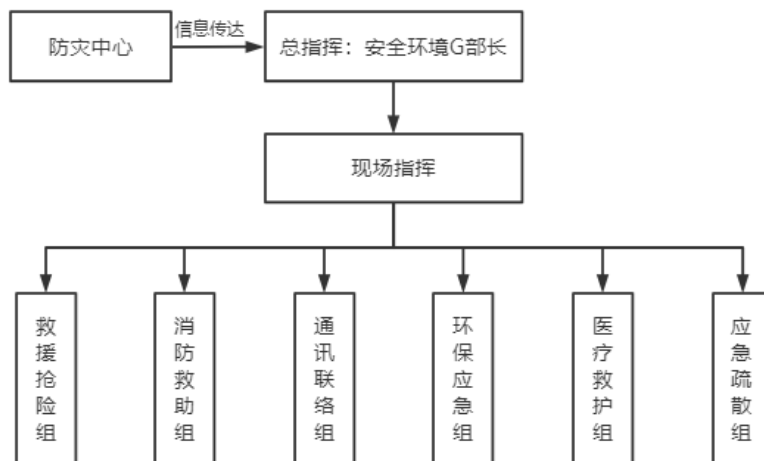 防灾中心
信息传达
总指挥：安全环境G部长
现场指挥
救援抢险组
消防救助组
通讯联络组
环保应急组
医疗救护组
应急疏散组